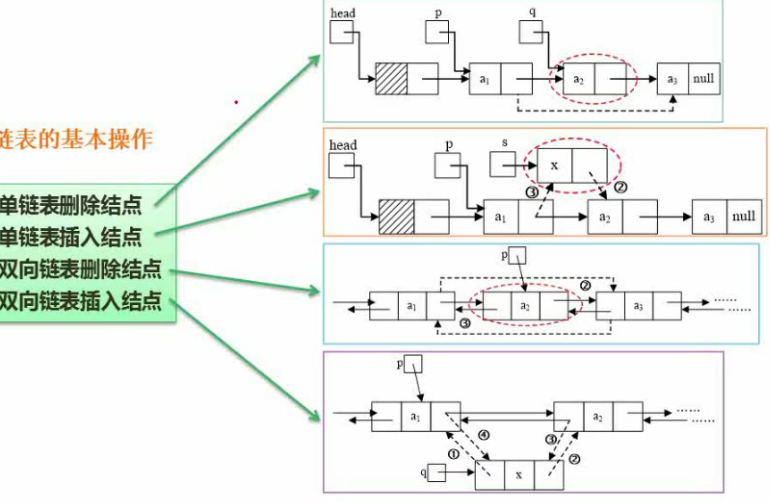 链表的基本操作
单链表删除结点
单链表插入结点
双向链表删除结点
双向链表插入结点
head p q
a1 a2 a3 null
head p s x
③ ②
a1 a2 a3 null
p
②
a1 a2 a3 ……
……
③
p
a1 a2 ……
……
④ ③
① ②
q x